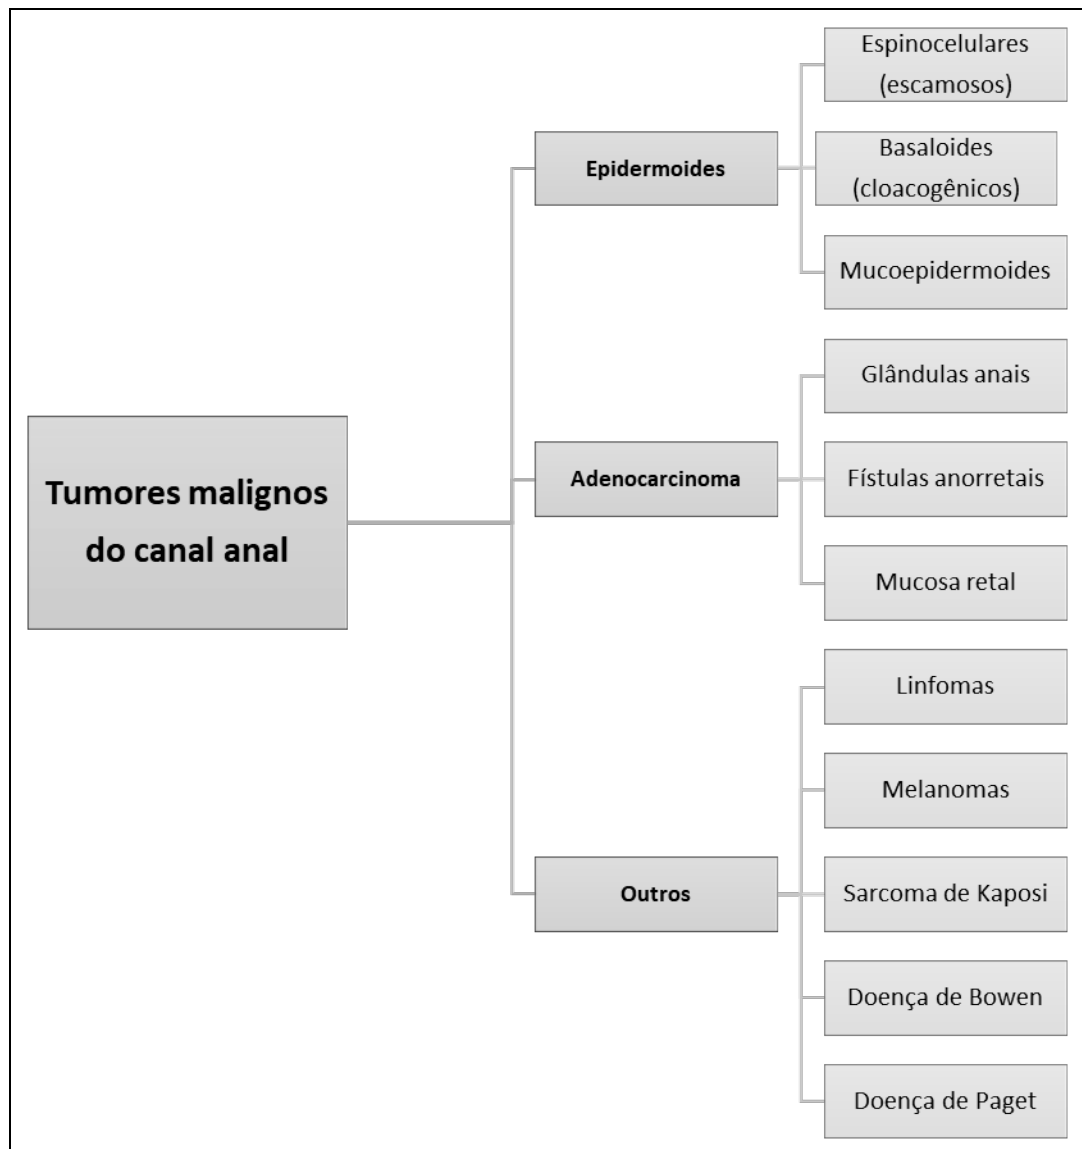 Tumores malignos
do canal anal
Epidermoides
Espinocelulares
(escamosos)
Basaloides
(cloacogênicos)
Mucoepidermoides
Adenocarcinoma
Glândulas anais
Fístulas anorretais
Mucosa retal
Outros
Linfomas
Melanomas
Sarcoma de Kaposi
Doença de Bowen
Doença de Paget